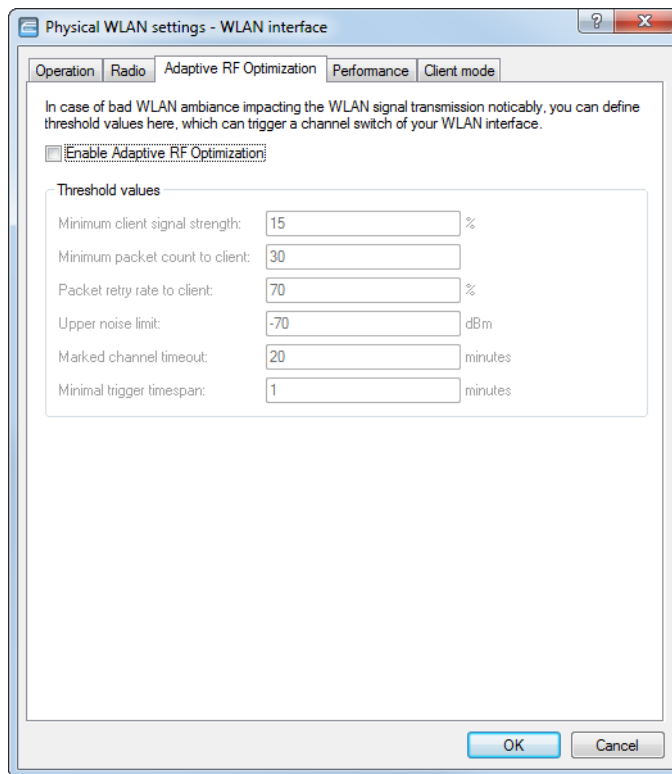 Physical WLAN settings - WLAN interface
Operation Radio Adaptive RF Optimization Performance Client mode
In case of bad WLAN ambiance impacting the WLAN signal transmission noticably, you can define
threshold values here, which can trigger a channel switch of your WLAN interface.
Enable Adaptive RF Optimization
Threshold values
Minimum client signal strength: 15 %
Minimum packet count to client: 30
Packet retry rate to client: 70 %
Upper noise limit: -70 dBm
Marked channel timeout: 20 minutes
Minimal trigger timespan: 1 minutes
OK Cancel